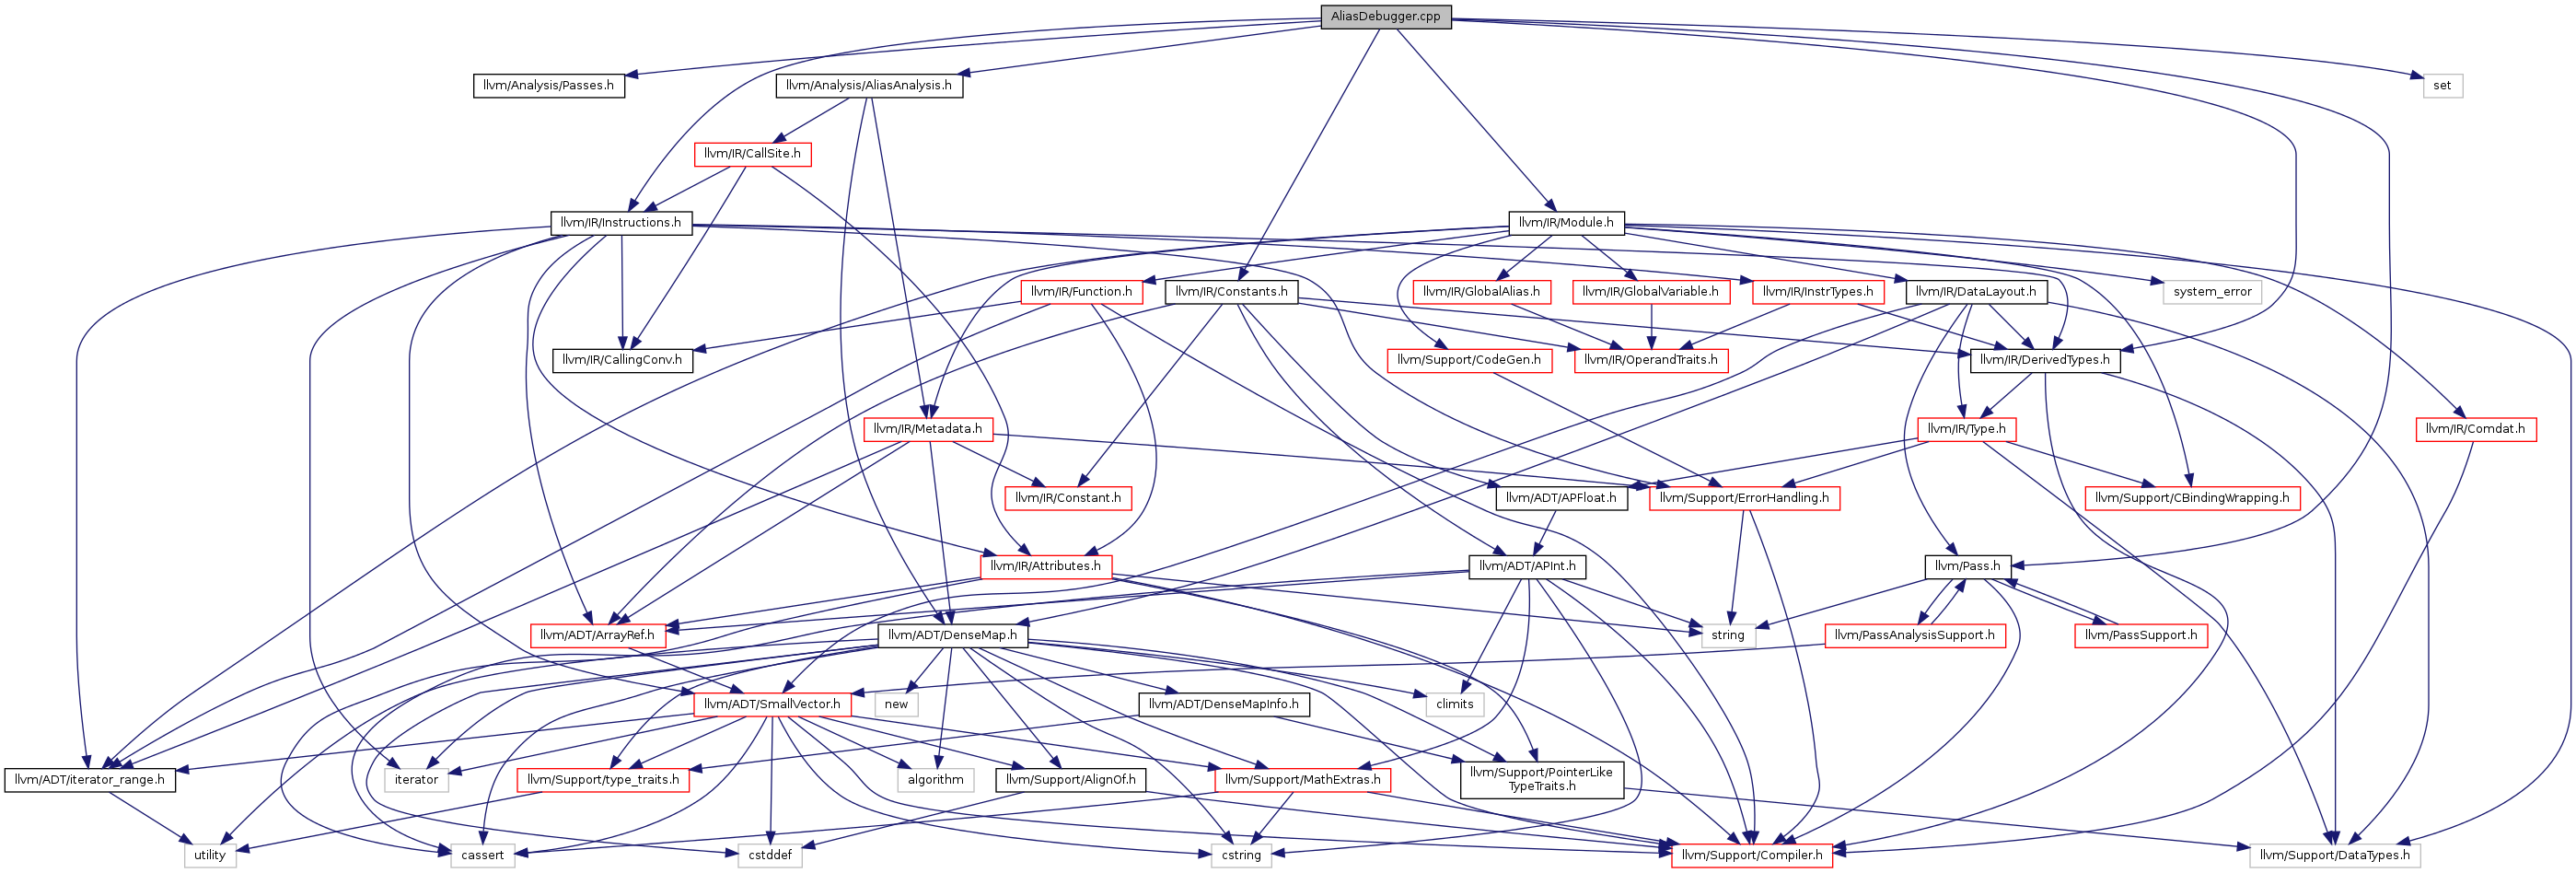 AliasDebugger.cpp
llvm/Analysis/Passes.h
llvm/Analysis/AliasAnalysis.h
set
llvm/IR/CallSite.h
llvm/IR/Instructions.h
llvm/IR/Module.h
llvm/IR/Function.h
llvm/IR/Constants.h
llvm/IR/GlobalAlias.h
llvm/IR/GlobalVariable.h
llvm/IR/InstrTypes.h
llvm/IR/DataLayout.h
system_error
llvm/IR/CallingConv.h
llvm/Support/CodeGen.h
llvm/IR/OperandTraits.h
llvm/IR/DerivedTypes.h
llvm/IR/Metadata.h
llvm/IR/Type.h
llvm/IR/Comdat.h
llvm/IR/Constant.h
llvm/ADT/APFloat.h
llvm/Support/ErrorHandling.h
llvm/Support/CBindingWrapping.h
llvm/IR/Attributes.h
llvm/ADT/APInt.h
llvm/Pass.h
llvm/ADT/ArrayRef.h
llvm/ADT/DenseMap.h
string
llvm/PassAnalysisSupport.h
llvm/PassSupport.h
llvm/ADT/SmallVector.h
new
llvm/ADT/DenseMapInfo.h
climits
llvm/ADT/iterator_range.h
iterator
llvm/Support/type_traits.h
algorithm
llvm/Support/AlignOf.h
llvm/Support/MathExtras.h
llvm/Support/PointerLike
TypeTraits.h
utility
cassert
cstddef
cstring
llvm/Support/Compiler.h
llvm/Support/DataTypes.h